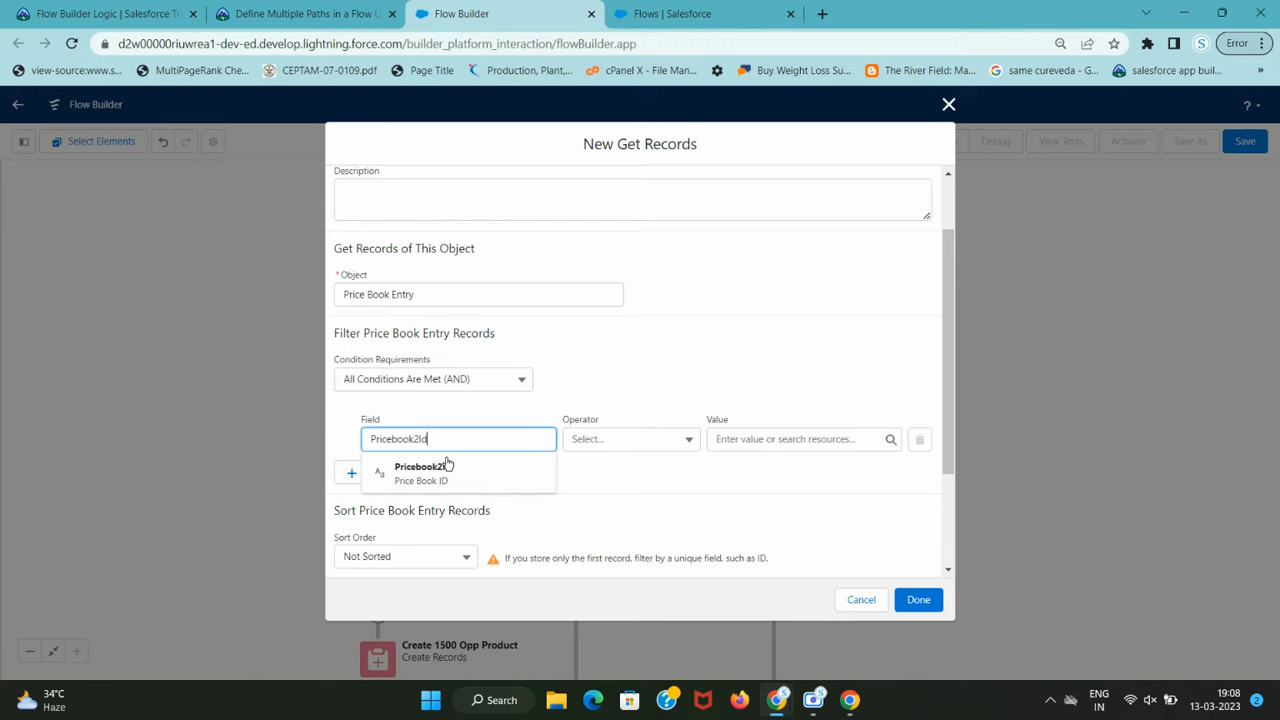 Flow Builder Logic | Salesforce Tr
Define Multiple Paths in a Flow U
Flow Builder
Flows | Salesforce
d2w00000riuwrea1-dev-ed.develop.lightning.force.com/builder_platform_interaction/flowBuilder.app
Error
view-source:www.s...
MultiPageRank Che...
CEPTAM-07-0109.pdf
Page Title
Production, Plant,...
cPanel X - File Man...
Buy Weight Loss Su...
The River Field: Ma...
same cureveda - G...
salesforce app buil...
Flow Builder
?
Select Elements
Debug
View Tests
Activate
Save As
Save
New Get Records
Description
Get Records of This Object
* Object
Price Book Entry
Filter Price Book Entry Records
Condition Requirements
All Conditions Are Met (AND)
Field
Operator
Value
Pricebook2Id
Select...
Enter value or search resources...
Aa
Price Book ID
Sort Price Book Entry Records
Sort Order
Not Sorted
If you store only the first record, filter by a unique field, such as ID.
Cancel
Done
Create 1500 Opp Product
Create Records
34°C
Haze
Search
ENG
IN
19:08
13-03-2023
2